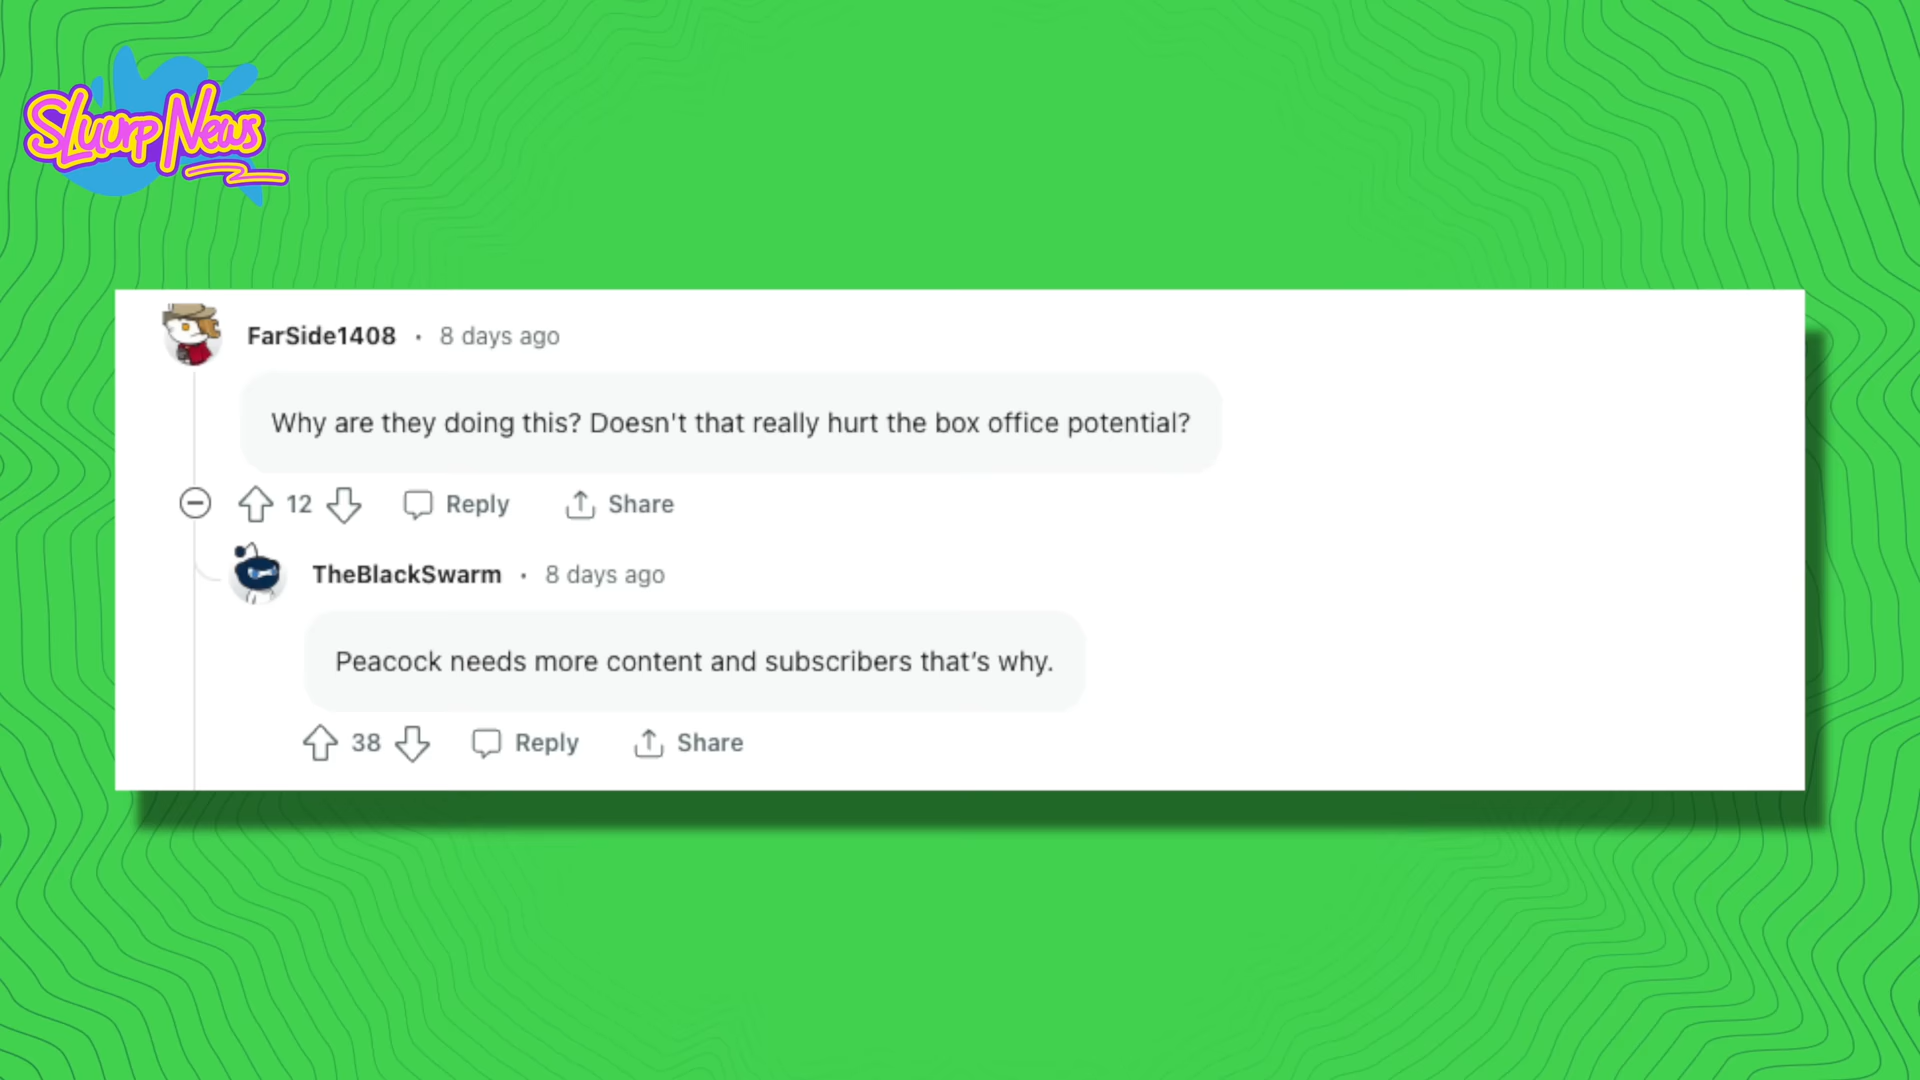 Sluurp News
FarSide1408 · 8 days ago
Why are they doing this? Doesn't that really hurt the box office potential?
12 Reply Share
TheBlackSwarm · 8 days ago
Peacock needs more content and subscribers that’s why.
38 Reply Share